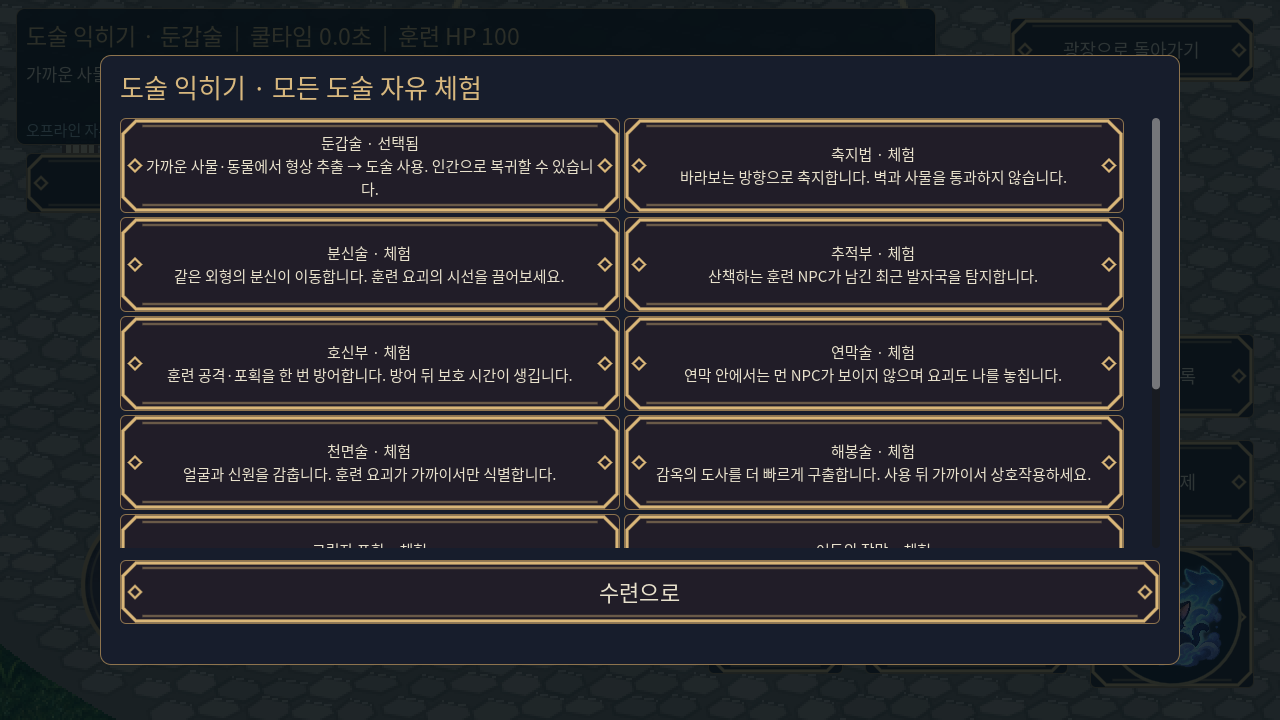 도술 익히기 · 둔갑술 | 쿨타임 0.0초 | 훈련 HP 100
광장으로 돌아가기
가까운 사물
도술 익히기 · 모든 도술 자유 체험
오프라인 자
둔갑술 · 선택됨
가까운 사물·동물에서 형상 추출 → 도술 사용. 인간으로 복귀할 수 있습니
다.
축지법 · 체험
바라보는 방향으로 축지합니다. 벽과 사물을 통과하지 않습니다.
분신술 · 체험
같은 외형의 분신이 이동합니다. 훈련 요괴의 시선을 끌어보세요.
추적부 · 체험
산책하는 훈련 NPC가 남긴 최근 발자국을 탐지합니다.
호신부 · 체험
훈련 공격·포획을 한 번 방어합니다. 방어 뒤 보호 시간이 생깁니다.
연막술 · 체험
연막 안에서는 먼 NPC가 보이지 않으며 요괴도 나를 놓칩니다.
록
천면술 · 체험
얼굴과 신원을 감춥니다. 훈련 요괴가 가까이서만 식별합니다.
해봉술 · 체험
감옥의 도사를 더 빠르게 구출합니다. 사용 뒤 가까이서 상호작용하세요.
제
수련으로